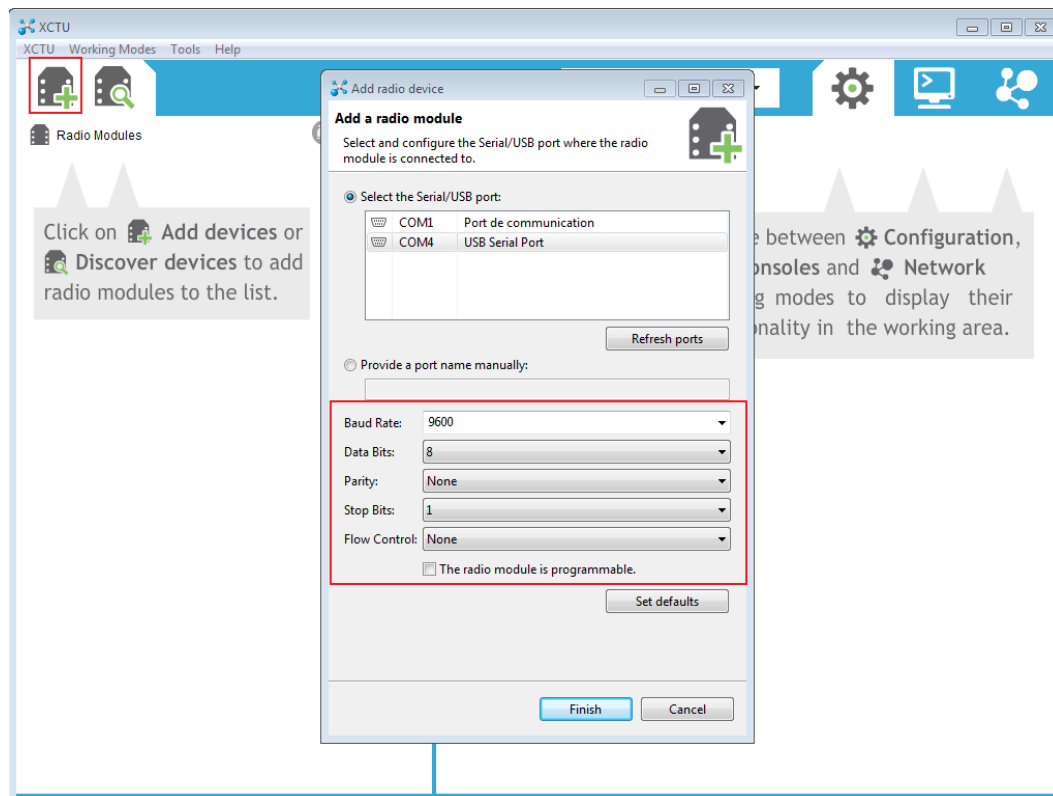 XCTU
XCTU Working Modes Tools Help
Radio Modules
Click on Add devices or
Discover devices to add
radio modules to the list.
Add radio device
Add a radio module
Select and configure the Serial/USB port where the radio
module is connected to.
Select the Serial/USB port:
COM1 Port de communication
COM4 USB Serial Port
Refresh ports
Provide a port name manually:
Baud Rate: 9600
Data Bits: 8
Parity: None
Stop Bits: 1
Flow Control: None
The radio module is programmable.
Set defaults
Finish Cancel
between Configuration,
and Network
modes to display their
in the working area.